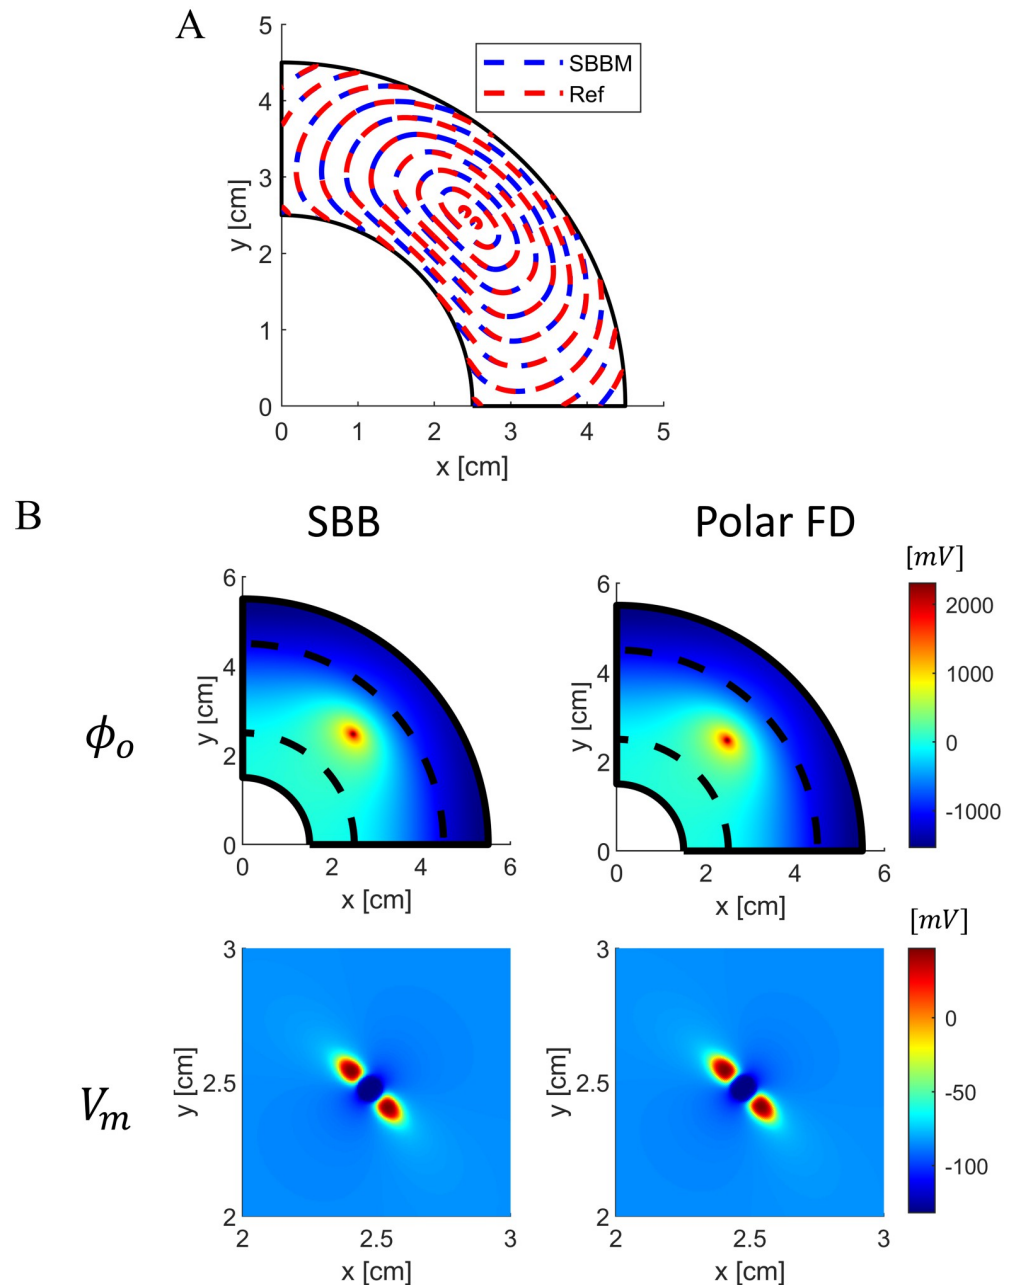 A
5
4
3
2
1
0
y [cm]
SBBM
Ref
0 1 2 3 4 5
x [cm]
B
SBB
Polar FD
[mV]
ϕo
6
4
2
0
y [cm]
0 2 4 6
x [cm]
6
4
2
0
y [cm]
0 2 4 6
x [cm]
2000
1000
0
-1000
[mV]
Vm
3
2.5
2
y [cm]
2 2.5 3
x [cm]
3
2.5
2
y [cm]
2 2.5 3
x [cm]
0
-50
-100